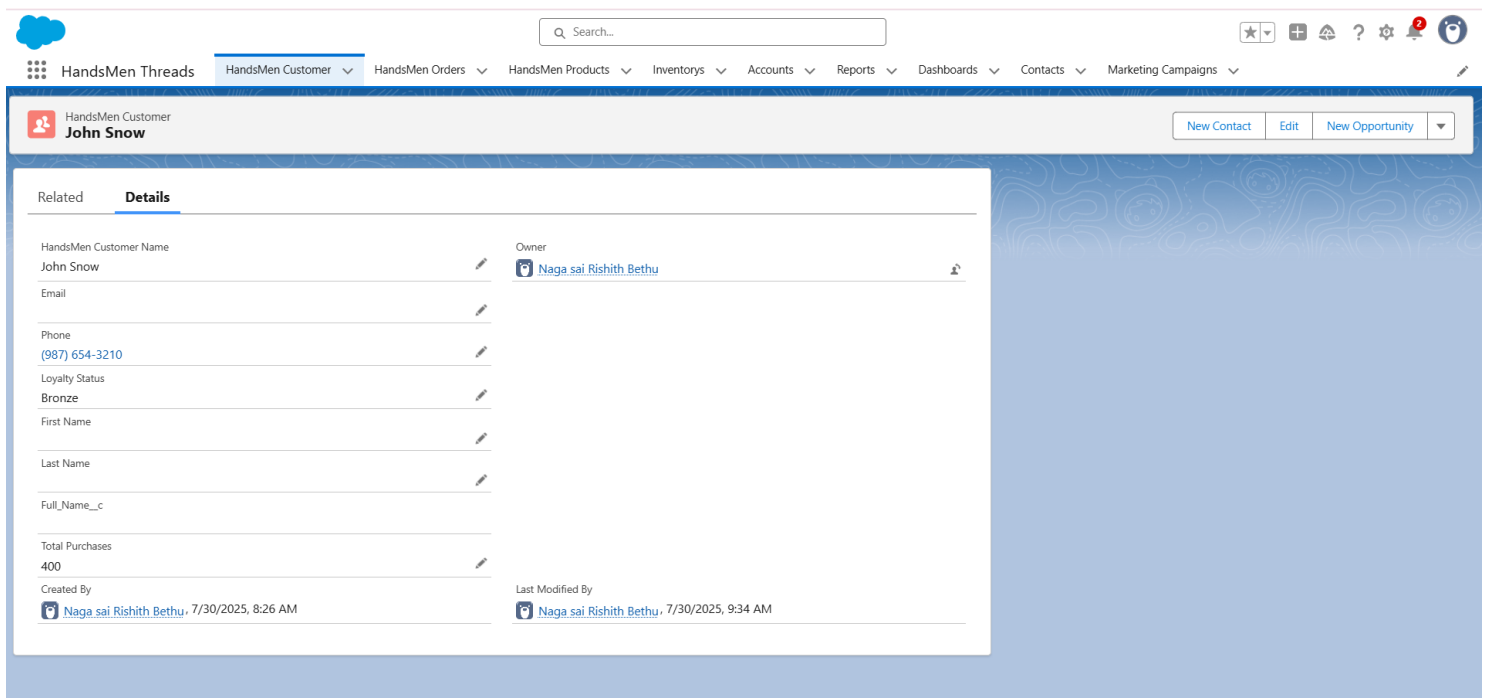 Search...
2
HandsMen Threads
HandsMen Customer
HandsMen Orders
HandsMen Products
Inventorys
Accounts
Reports
Dashboards
Contacts
Marketing Campaigns
HandsMen Customer
John Snow
New Contact
Edit
New Opportunity
Related
Details
HandsMen Customer Name
John Snow
Owner
Naga sai Rishith Bethu
Email
Phone
(987) 654-3210
Loyalty Status
Bronze
First Name
Last Name
Full_Name__c
Total Purchases
400
Created By
Naga sai Rishith Bethu, 7/30/2025, 8:26 AM
Last Modified By
Naga sai Rishith Bethu, 7/30/2025, 9:34 AM